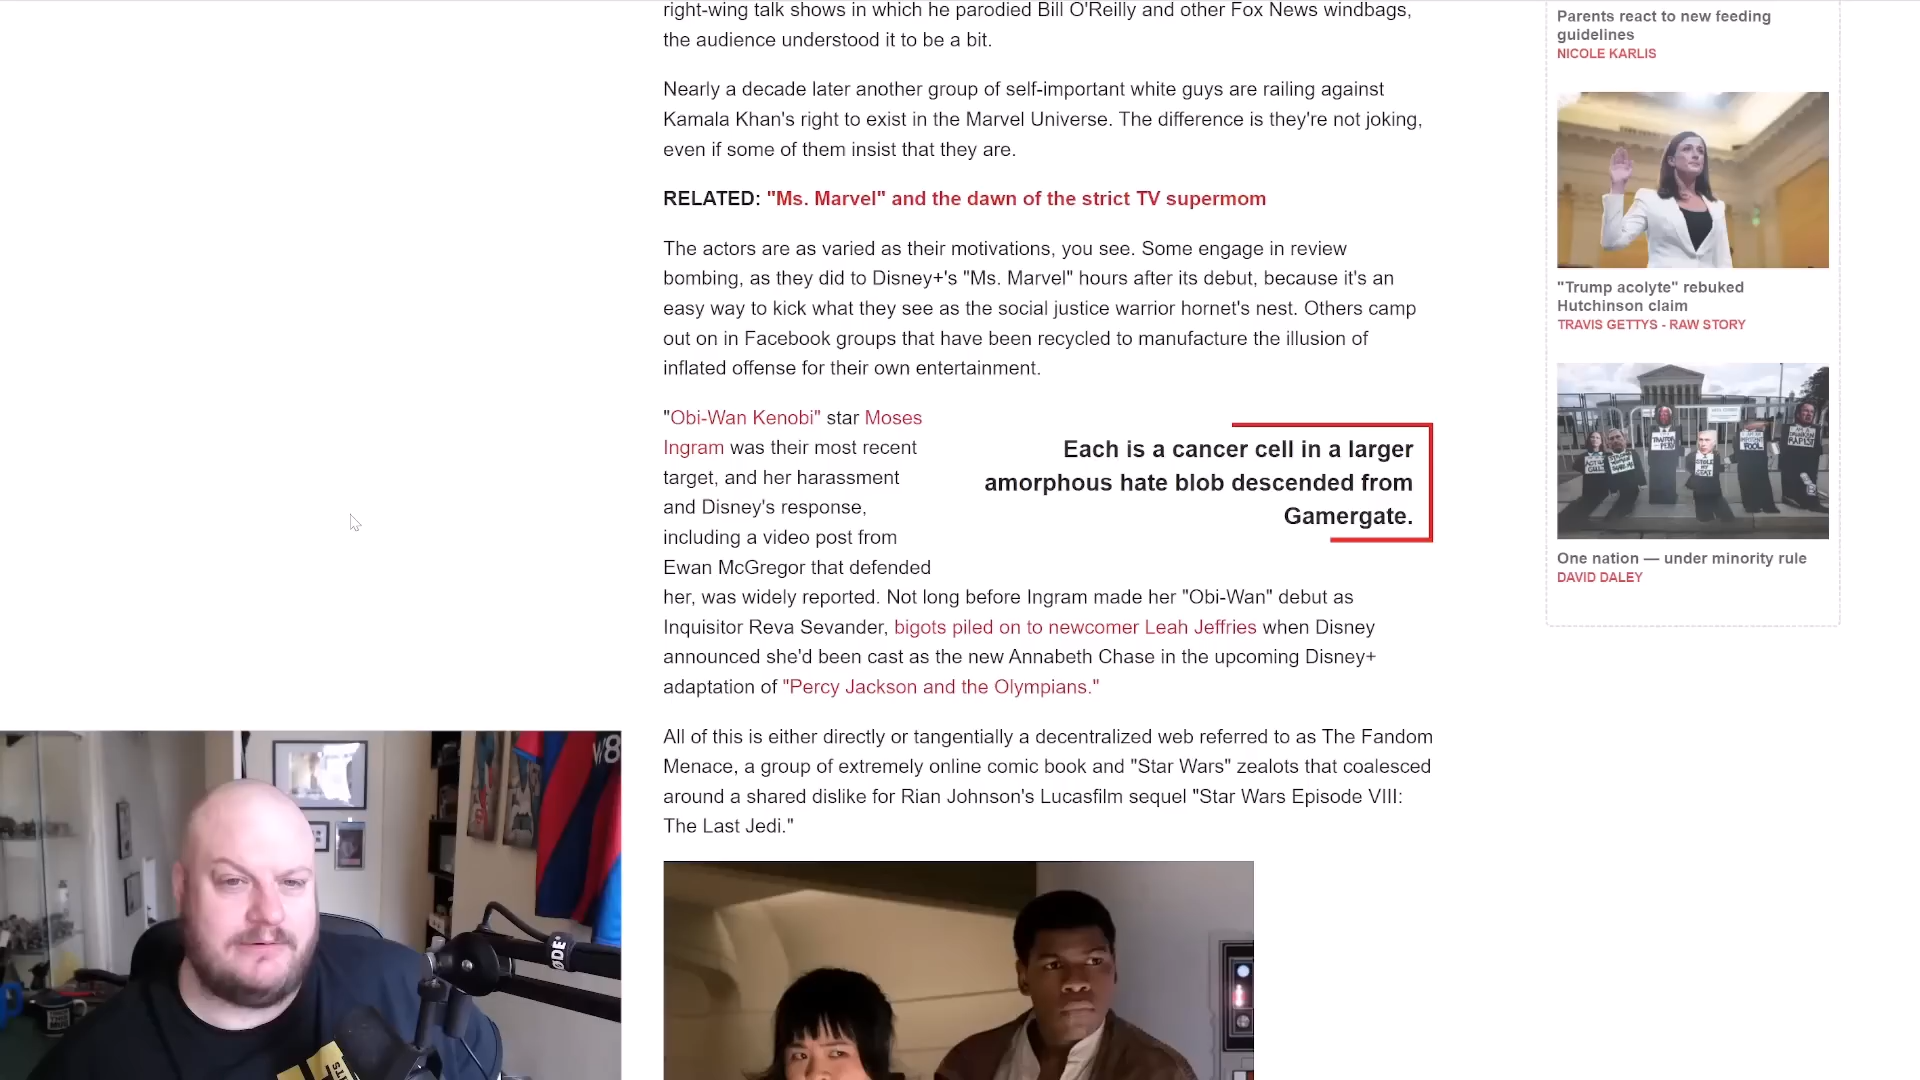 right-wing talk shows in which he parodied Bill O'Reilly and other Fox News windbags,
the audience understood it to be a bit.
Nearly a decade later another group of self-important white guys are railing against
Kamala Khan's right to exist in the Marvel Universe. The difference is they're not joking,
even if some of them insist that they are.
RELATED: "Ms. Marvel" and the dawn of the strict TV supermom
The actors are as varied as their motivations, you see. Some engage in review
bombing, as they did to Disney+'s "Ms. Marvel" hours after its debut, because it's an
easy way to kick what they see as the social justice warrior hornet's nest. Others camp
out on in Facebook groups that have been recycled to manufacture the illusion of
inflated offense for their own entertainment.
"Obi-Wan Kenobi" star Moses
Ingram was their most recent
target, and her harassment
and Disney's response,
including a video post from
Ewan McGregor that defended
her, was widely reported. Not long before Ingram made her "Obi-Wan" debut as
Inquisitor Reva Sevander, bigots piled on to newcomer Leah Jeffries when Disney
announced she'd been cast as the new Annabeth Chase in the upcoming Disney+
adaptation of "Percy Jackson and the Olympians."
Each is a cancer cell in a larger
amorphous hate blob descended from
Gamergate.
All of this is either directly or tangentially a decentralized web referred to as The Fandom
Menace, a group of extremely online comic book and "Star Wars" zealots that coalesced
around a shared dislike for Rian Johnson's Lucasfilm sequel "Star Wars Episode VIII:
The Last Jedi."
Parents react to new feeding
guidelines
NICOLE KARLIS
"Trump acolyte" rebuked
Hutchinson claim
TRAVIS GETTYS - RAW STORY
One nation — under minority rule
DAVID DALEY
RØDE